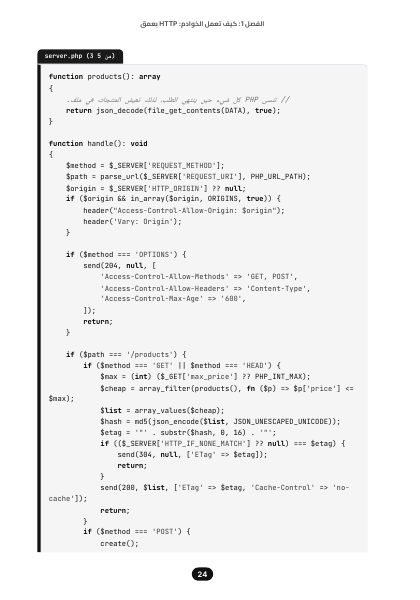 الفصل 1: كيف تعمل الخوادم: HTTP بعمق
server.php (3 من 5)
function products(): array
{
// تنسى PHP كل شيء حين ينتهي الطلب، لذلك تعيش المنتجات في ملف.
return json_decode(file_get_contents(DATA), true);
}
function handle(): void
{
$method = $_SERVER['REQUEST_METHOD'];
$path = parse_url($_SERVER['REQUEST_URI'], PHP_URL_PATH);
$origin = $_SERVER['HTTP_ORIGIN'] ?? null;
if ($origin && in_array($origin, ORIGINS, true)) {
header("Access-Control-Allow-Origin: $origin");
header('Vary: Origin');
}
if ($method === 'OPTIONS') {
send(204, null, [
'Access-Control-Allow-Methods' => 'GET, POST',
'Access-Control-Allow-Headers' => 'Content-Type',
'Access-Control-Max-Age' => '600',
]);
return;
}
if ($path === '/products') {
if ($method === 'GET' || $method === 'HEAD') {
$max = (int) ($_GET['max_price'] ?? PHP_INT_MAX);
$cheap = array_filter(products(), fn ($p) => $p['price'] <=
$max);
$list = array_values($cheap);
$hash = md5(json_encode($list, JSON_UNESCAPED_UNICODE));
$etag = '"' . substr($hash, 0, 16) . '"';
if (($_SERVER['HTTP_IF_NONE_MATCH'] ?? null) === $etag) {
send(304, null, ['ETag' => $etag]);
return;
}
send(200, $list, ['ETag' => $etag, 'Cache-Control' => 'no-
cache']);
return;
}
if ($method === 'POST') {
create();
24